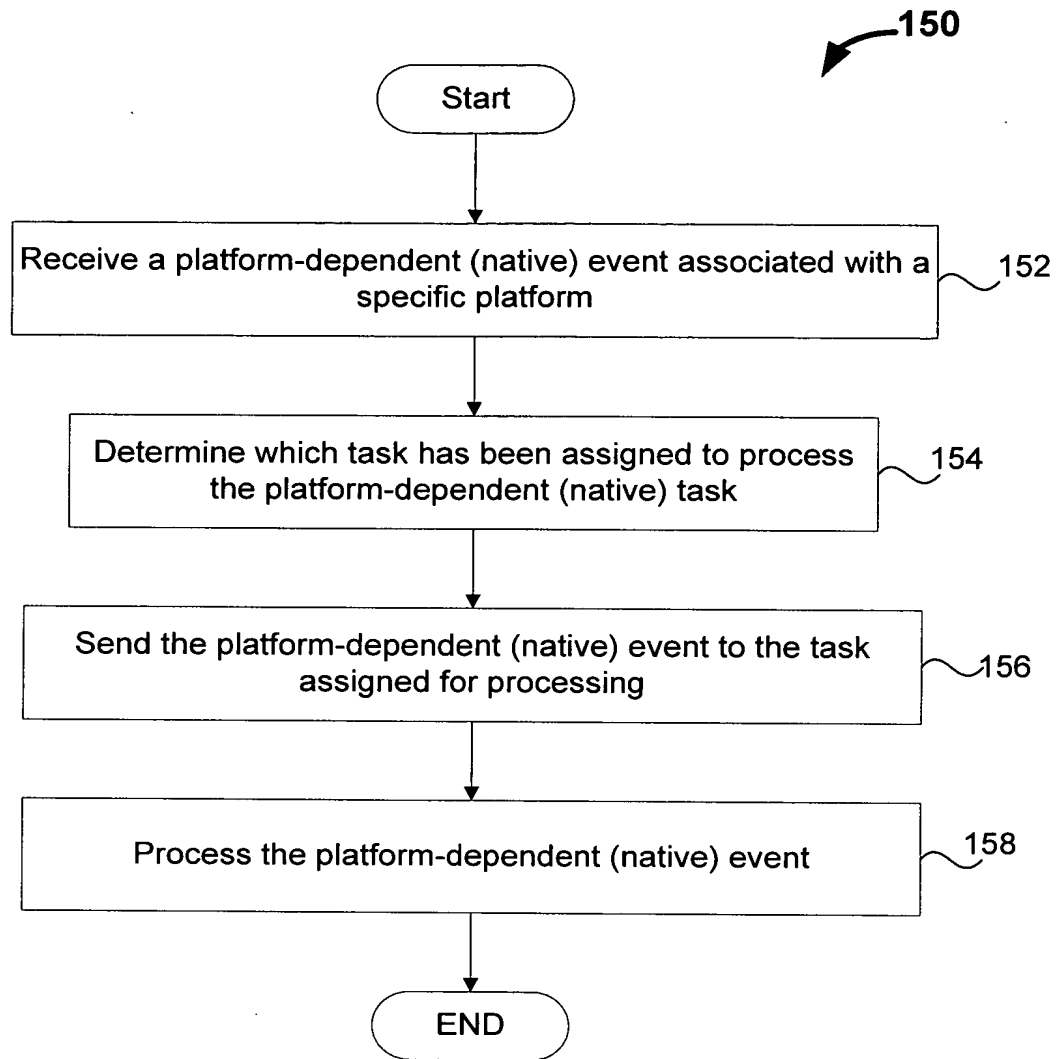 150
Start
Receive a platform-dependent (native) event associated with a
specific platform
152
Determine which task has been assigned to process
the platform-dependent (native) task
154
Send the platform-dependent (native) event to the task
assigned for processing
156
Process the platform-dependent (native) event
158
END